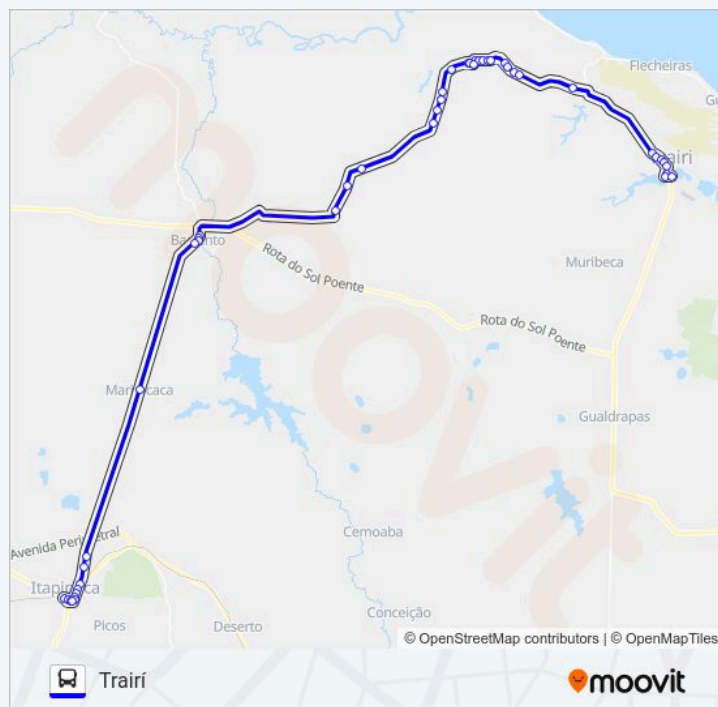 Flecheiras
Trairi
Barrento
Rota do Sol Poente
Muribeca
Rota do Sol Poente
Gualdrapas
Cemoaba
Avenida Perimetral
Itapipoca
Conceição
Picos
Deserto
© OpenStreetMap contributors | © OpenMapTiles
Trairí
moovit